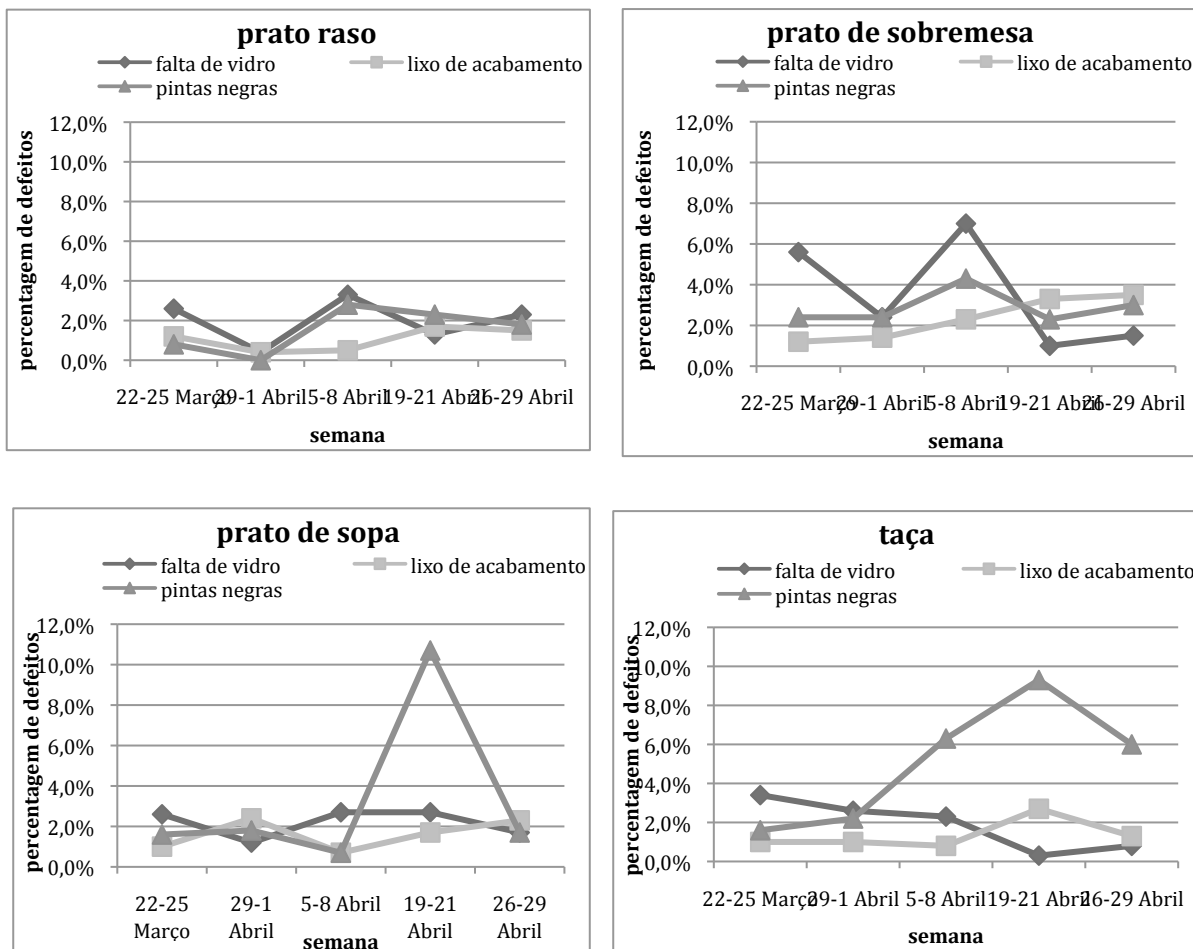 prato raso
falta de vidro
lixo de acabamento
pintas negras
percentagem de defeitos
12,0%
10,0%
8,0%
6,0%
4,0%
2,0%
0,0%
22-25 Março
29-1 Abril
5-8 Abril
19-21 Abril
26-29 Abril
semana
prato de sobremesa
falta de vidro
lixo de acabamento
pintas negras
percentagem de defeitos
12,0%
10,0%
8,0%
6,0%
4,0%
2,0%
0,0%
22-25 Março
29-1 Abril
5-8 Abril
19-21 Abril
26-29 Abril
semana
prato de sopa
falta de vidro
lixo de acabamento
pintas negras
percentagem de defeitos
12,0%
10,0%
8,0%
6,0%
4,0%
2,0%
0,0%
22-25
Março
29-1
Abril
5-8 Abril
19-21
Abril
26-29
Abril
semana
taça
falta de vidro
lixo de acabamento
pintas negras
percentagem de defeitos
12,0%
10,0%
8,0%
6,0%
4,0%
2,0%
0,0%
22-25 Março
29-1 Abril
5-8 Abril
19-21 Abril
26-29 Abril
semana